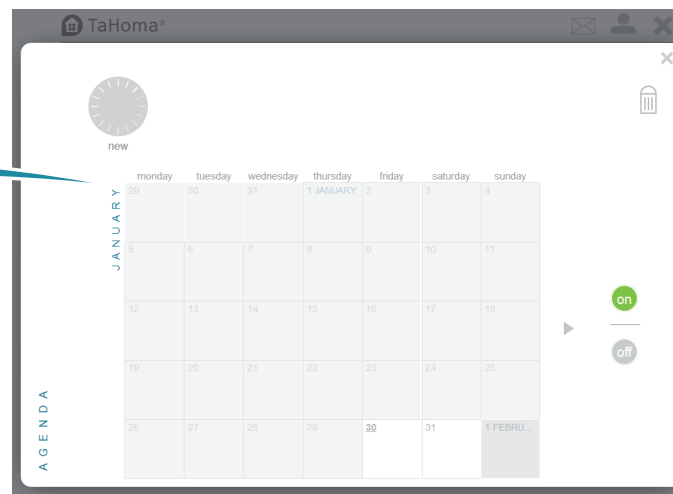 TaHoma®
new
monday tuesday wednesday thursday friday saturday sunday
JANUARY
29 30 31 1 JANUARY 2 3 4
5 6 7 8 9 10 11
12 13 14 15 16 17 18
19 20 21 22 23 24 25
26 27 28 29 30 31 1 FEBRU...
on
off
AGENDA